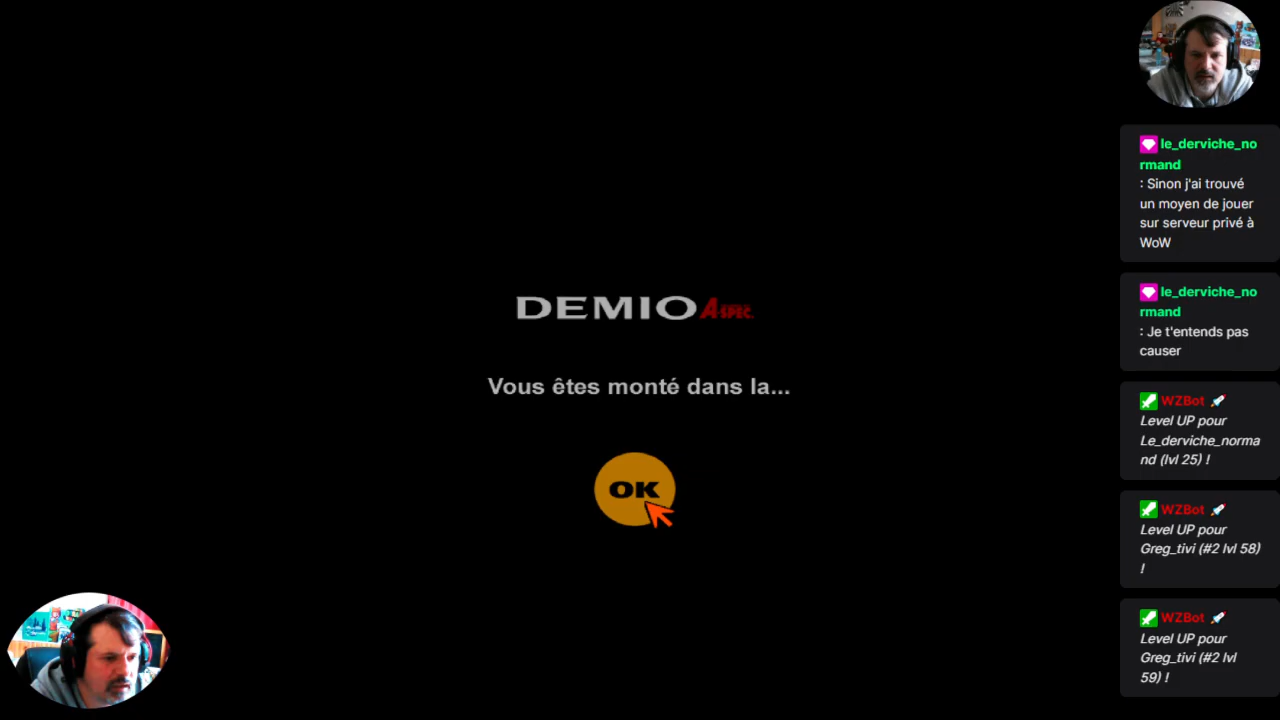 DEMIO A-spec.
Vous êtes monté dans la...
OK
le_derviche_no
rmand
: Sinon j'ai trouvé
un moyen de jouer
sur serveur privé à
WoW
le_derviche_no
rmand
: Je t'entends pas
causer
WZBot
Level UP pour
Le_derviche_norma
nd (lvl 25) !
WZBot
Level UP pour
Greg_tivi (#2 lvl 58)
!
WZBot
Level UP pour
Greg_tivi (#2 lvl
59) !